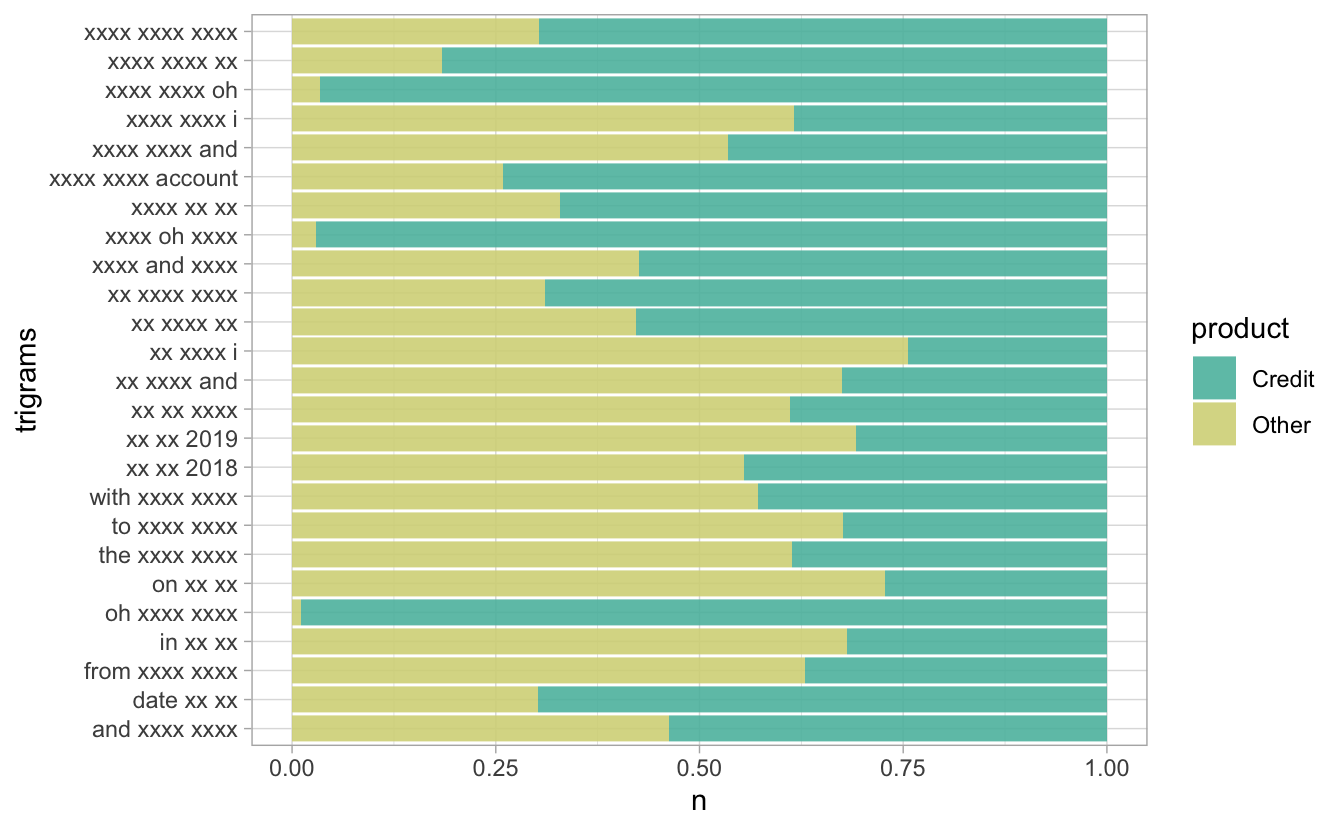 xxxx xxxx xxxx
xxxx xxxx xx
xxxx xxxx oh
xxxx xxxx i
xxxx xxxx and
xxxx xxxx account
xxxx xx xx
xxxx oh xxxx
xxxx and xxxx
xx xxxx xxxx
xx xxxx xx
xx xxxx i
xx xxxx and
xx xx xxxx
xx xx 2019
xx xx 2018
with xxxx xxxx
to xxxx xxxx
the xxxx xxxx
on xx xx
oh xxxx xxxx
in xx xx
from xxxx xxxx
date xx xx
and xxxx xxxx
trigrams
0.00 0.25 0.50 0.75 1.00
n
product
Credit
Other